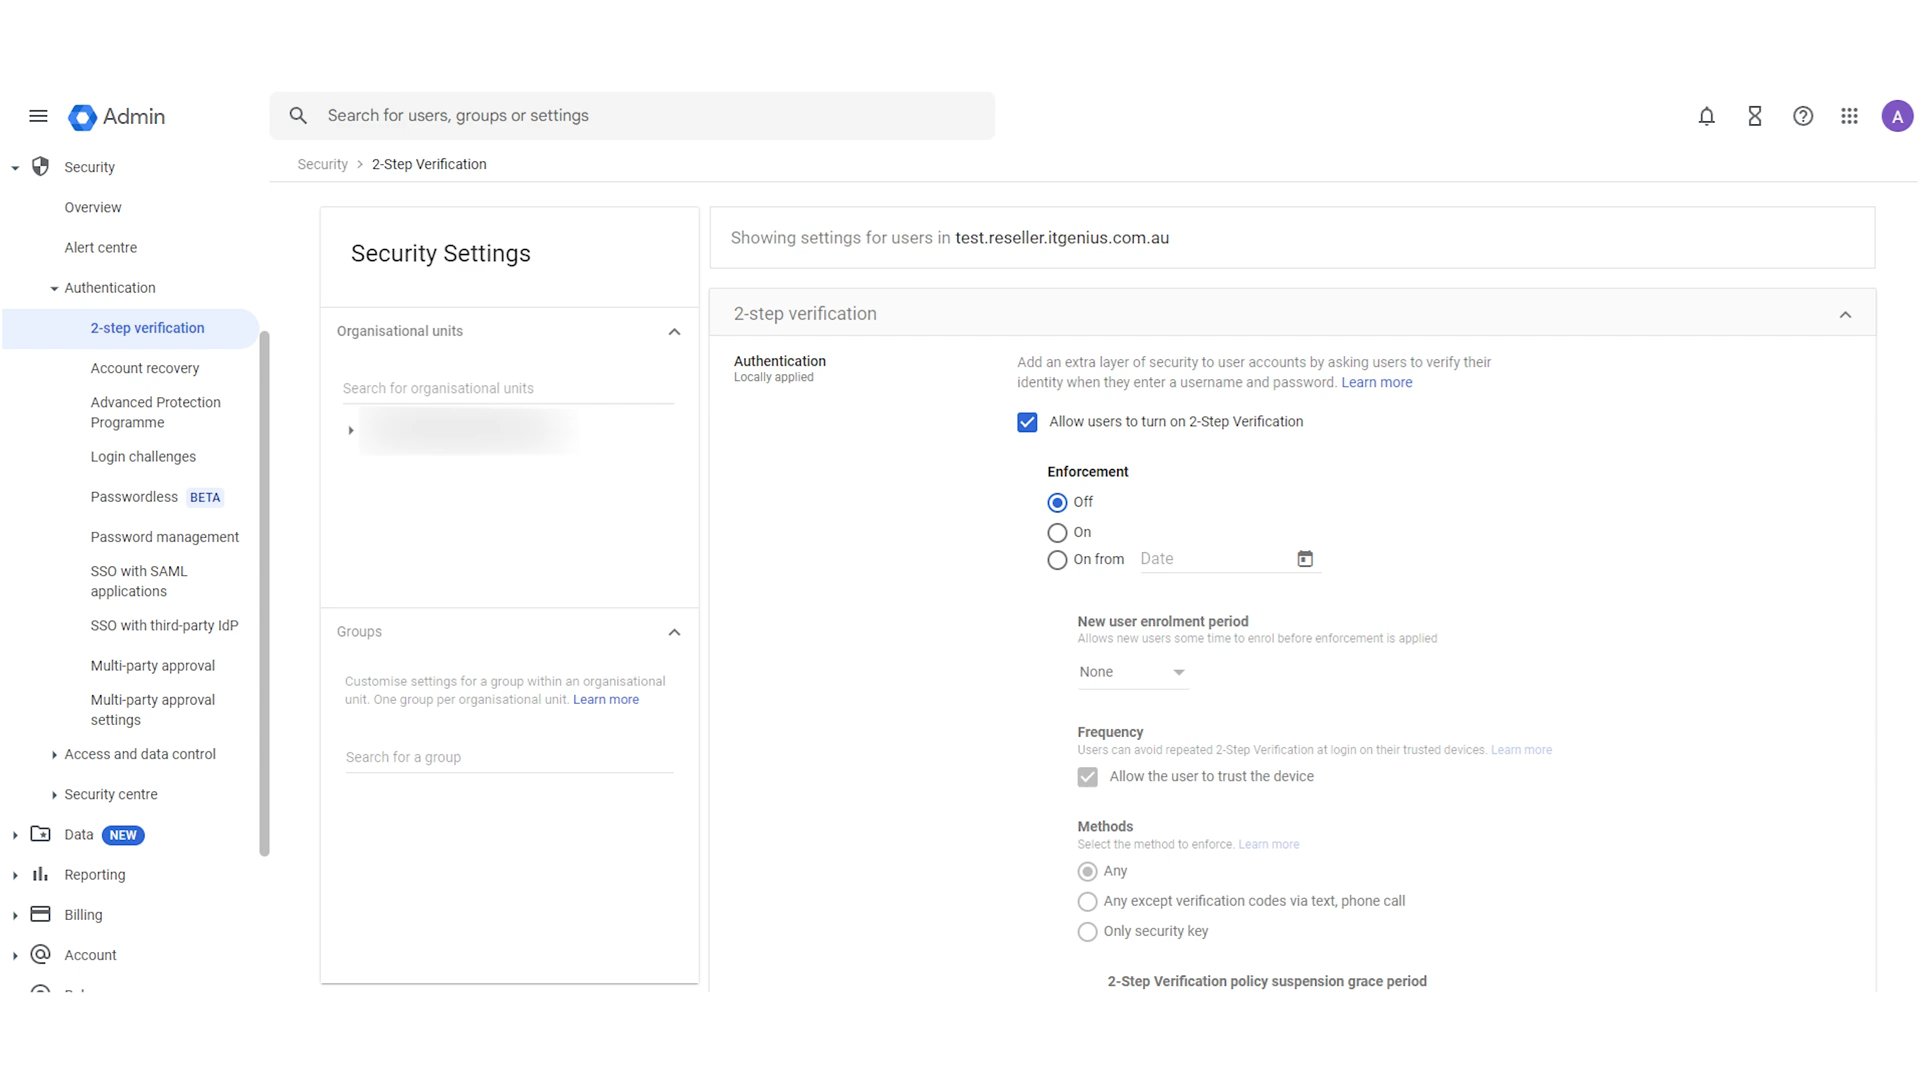 Admin
Search for users, groups or settings
A
Security
Overview
Alert centre
Authentication
2-step verification
Account recovery
Advanced Protection
Programme
Login challenges
Passwordless BETA
Password management
SSO with SAML
applications
SSO with third-party IdP
Multi-party approval
Multi-party approval
settings
Access and data control
Security centre
Data NEW
Reporting
Billing
Account
Security > 2-Step Verification
Security Settings
Organisational units
Search for organisational units
Groups
Customise settings for a group within an organisational
unit. One group per organisational unit. Learn more
Search for a group
Showing settings for users in test.reseller.itgenius.com.au
2-step verification
Authentication
Locally applied
Add an extra layer of security to user accounts by asking users to verify their
identity when they enter a username and password. Learn more
Allow users to turn on 2-Step Verification
Enforcement
Off
On
On from Date
New user enrolment period
Allows new users some time to enrol before enforcement is applied
None
Frequency
Users can avoid repeated 2-Step Verification at login on their trusted devices. Learn more
Allow the user to trust the device
Methods
Select the method to enforce. Learn more
Any
Any except verification codes via text, phone call
Only security key
2-Step Verification policy suspension grace period